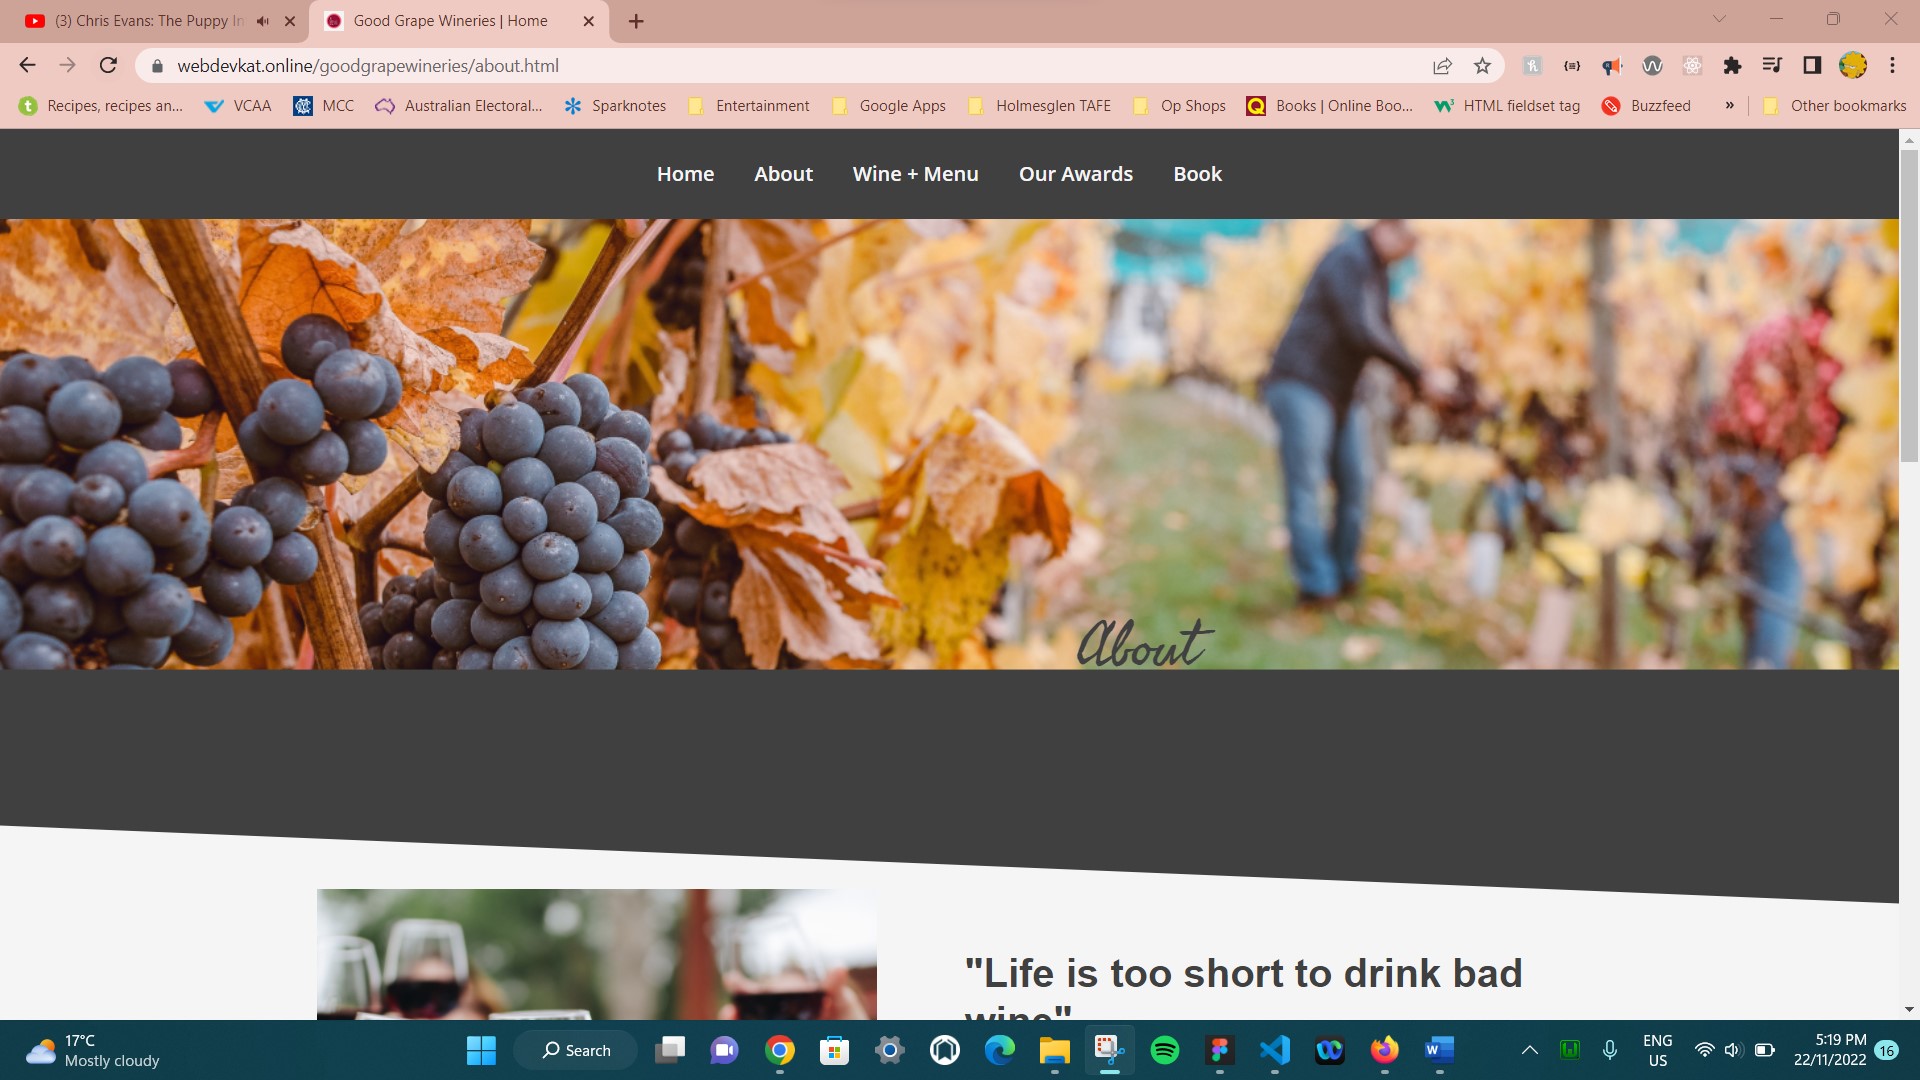 (3) Chris Evans: The Puppy In
Good Grape Wineries | Home
webdevkat.online/goodgrapewineries/about.html
Recipes, recipes an...
VCAA
MCC
Australian Electoral...
Sparknotes
Entertainment
Google Apps
Holmesglen TAFE
Op Shops
Books | Online Boo...
HTML fieldset tag
Buzzfeed
»
Other bookmarks
Home
About
Wine + Menu
Our Awards
Book
About
"Life is too short to drink bad
wine"
17°C
Mostly cloudy
Search
ENG
US
5:19 PM
22/11/2022
16